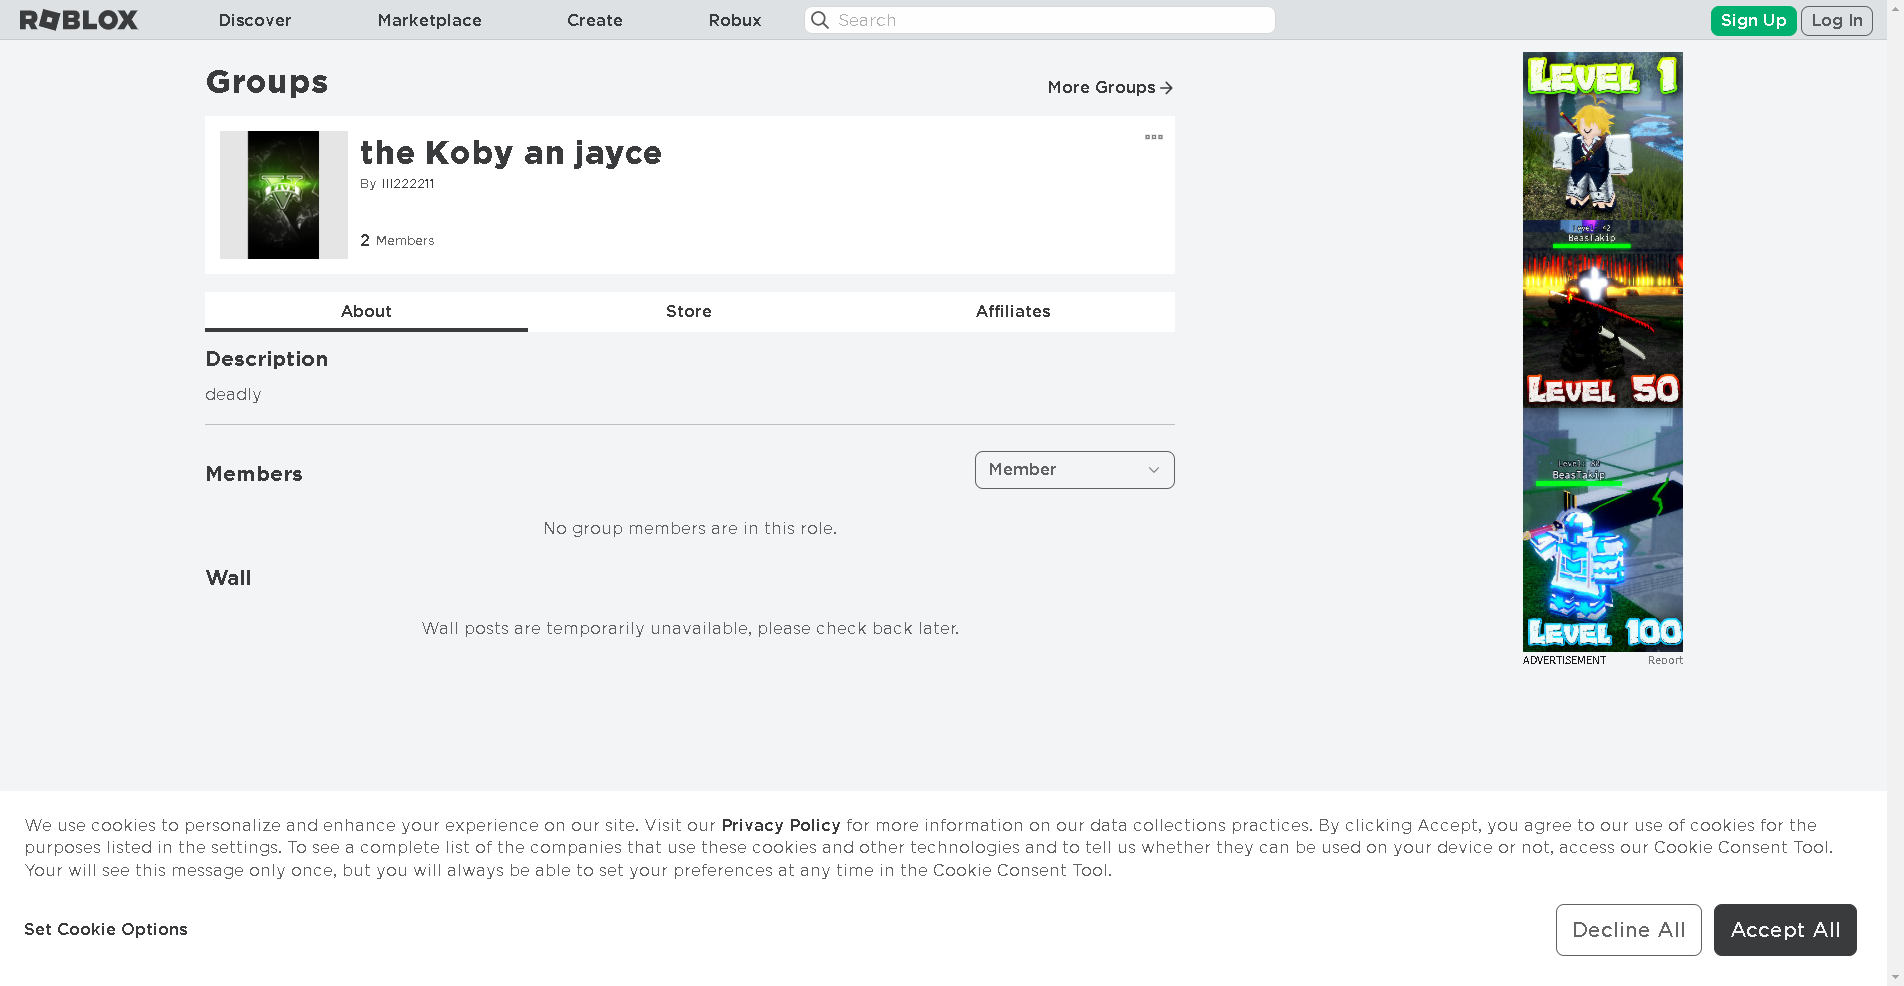 ROBLOX Discover Marketplace Create Robux Search Sign Up Log In
Groups
More Groups
the Koby an jayce
By lll222211
2 Members
About Store Affiliates
Description
deadly
Members
Member
No group members are in this role.
Wall
Wall posts are temporarily unavailable, please check back later.
LEVEL 1
BeasTakip
LEVEL 50
BeasTakip
LEVEL 100
ADVERTISEMENT Report
We use cookies to personalize and enhance your experience on our site. Visit our Privacy Policy for more information on our data collections practices. By clicking Accept, you agree to our use of cookies for the
purposes listed in the settings. To see a complete list of the companies that use these cookies and other technologies and to tell us whether they can be used on your device or not, access our Cookie Consent Tool.
Your will see this message only once, but you will always be able to set your preferences at any time in the Cookie Consent Tool.
Set Cookie Options
Decline All Accept All